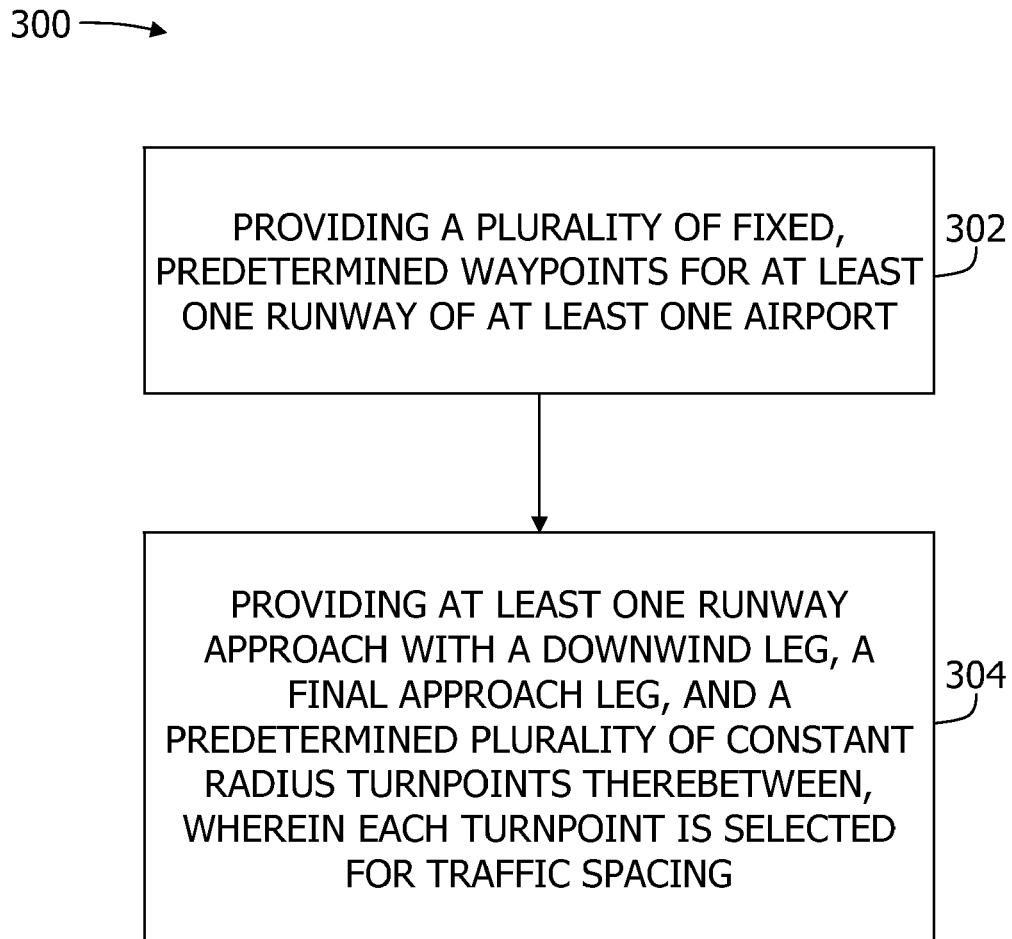 300
PROVIDING A PLURALITY OF FIXED,
PREDETERMINED WAYPOINTS FOR AT LEAST
ONE RUNWAY OF AT LEAST ONE AIRPORT
302
PROVIDING AT LEAST ONE RUNWAY
APPROACH WITH A DOWNWIND LEG, A
FINAL APPROACH LEG, AND A
PREDETERMINED PLURALITY OF CONSTANT
RADIUS TURNPOINTS THEREBETWEEN,
WHEREIN EACH TURNPOINT IS SELECTED
FOR TRAFFIC SPACING
304